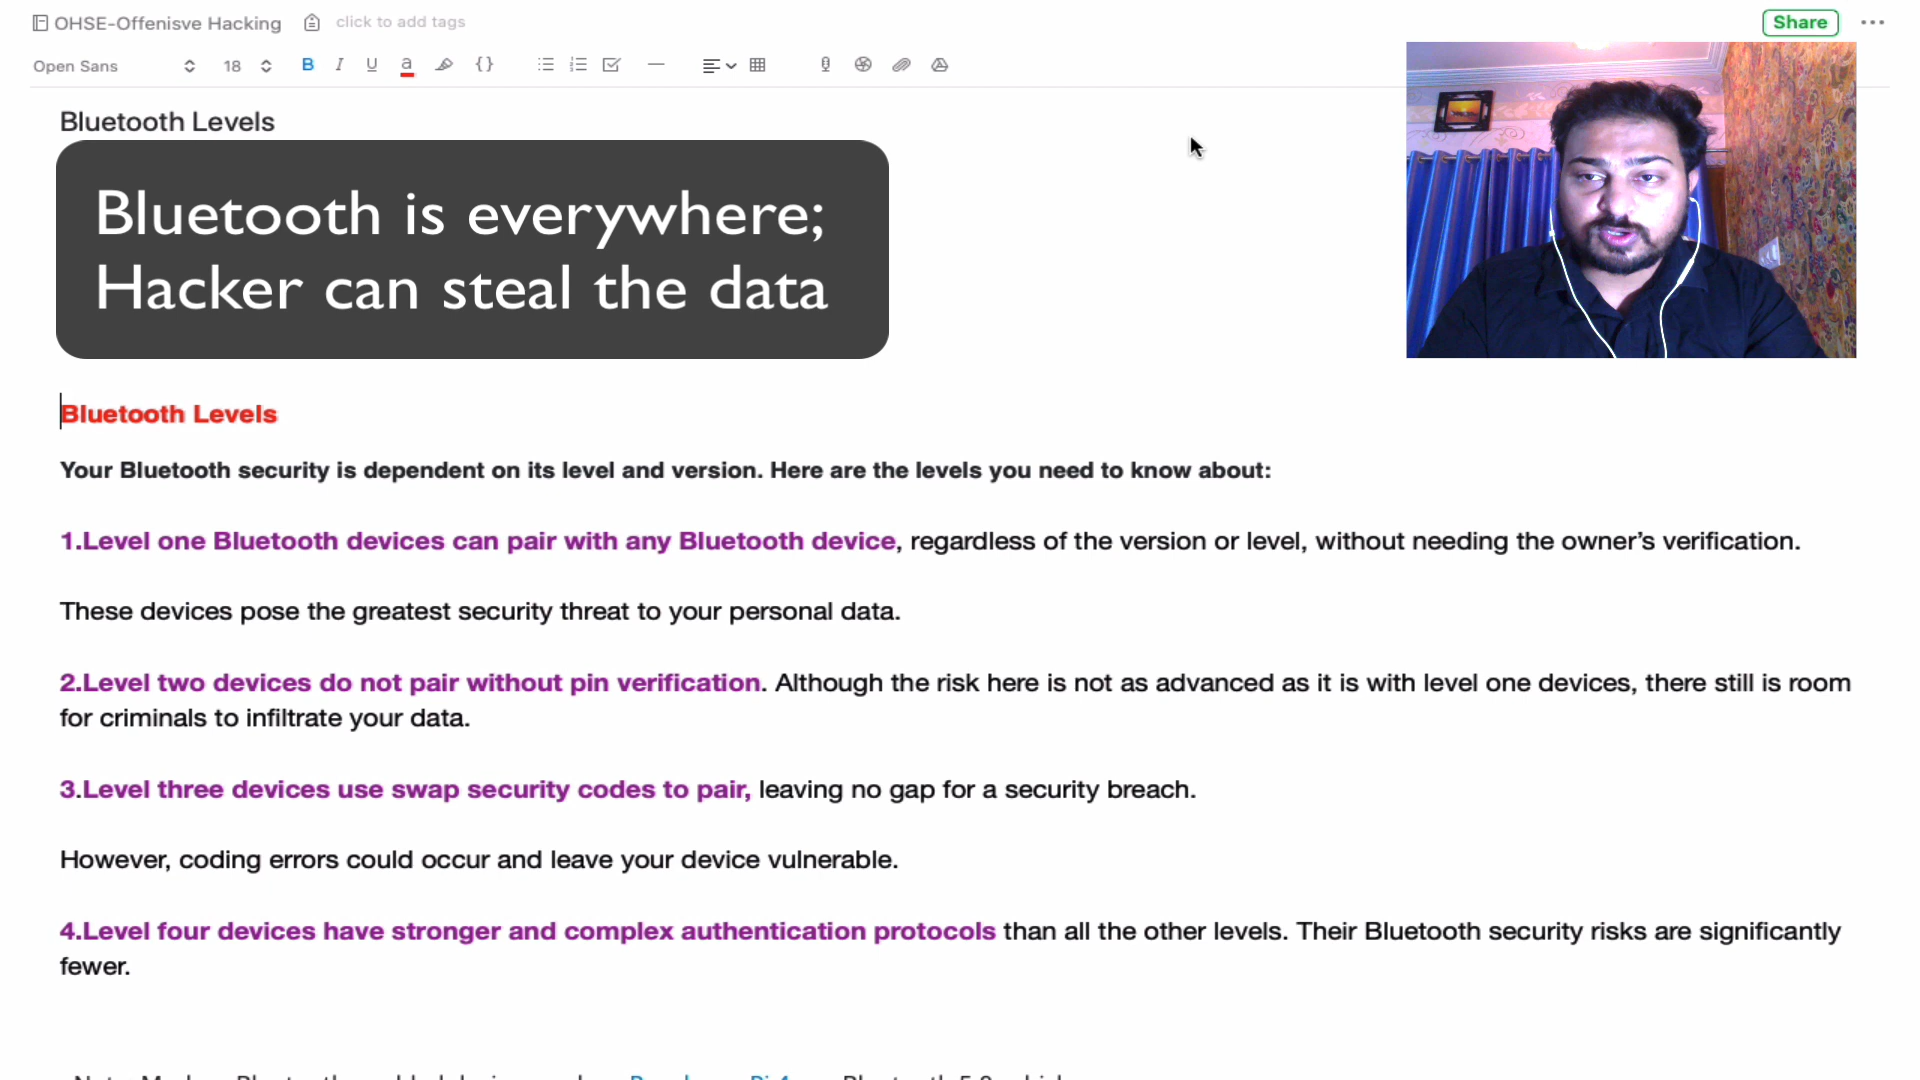 OHSE-Offenisve Hacking click to add tags Share
Open Sans 18 B I U a {}
Bluetooth Levels
Bluetooth is everywhere;
Hacker can steal the data
Bluetooth Levels
Your Bluetooth security is dependent on its level and version. Here are the levels you need to know about:
1.Level one Bluetooth devices can pair with any Bluetooth device, regardless of the version or level, without needing the owner’s verification.
These devices pose the greatest security threat to your personal data.
2.Level two devices do not pair without pin verification. Although the risk here is not as advanced as it is with level one devices, there still is room
for criminals to infiltrate your data.
3.Level three devices use swap security codes to pair, leaving no gap for a security breach.
However, coding errors could occur and leave your device vulnerable.
4.Level four devices have stronger and complex authentication protocols than all the other levels. Their Bluetooth security risks are significantly
fewer.